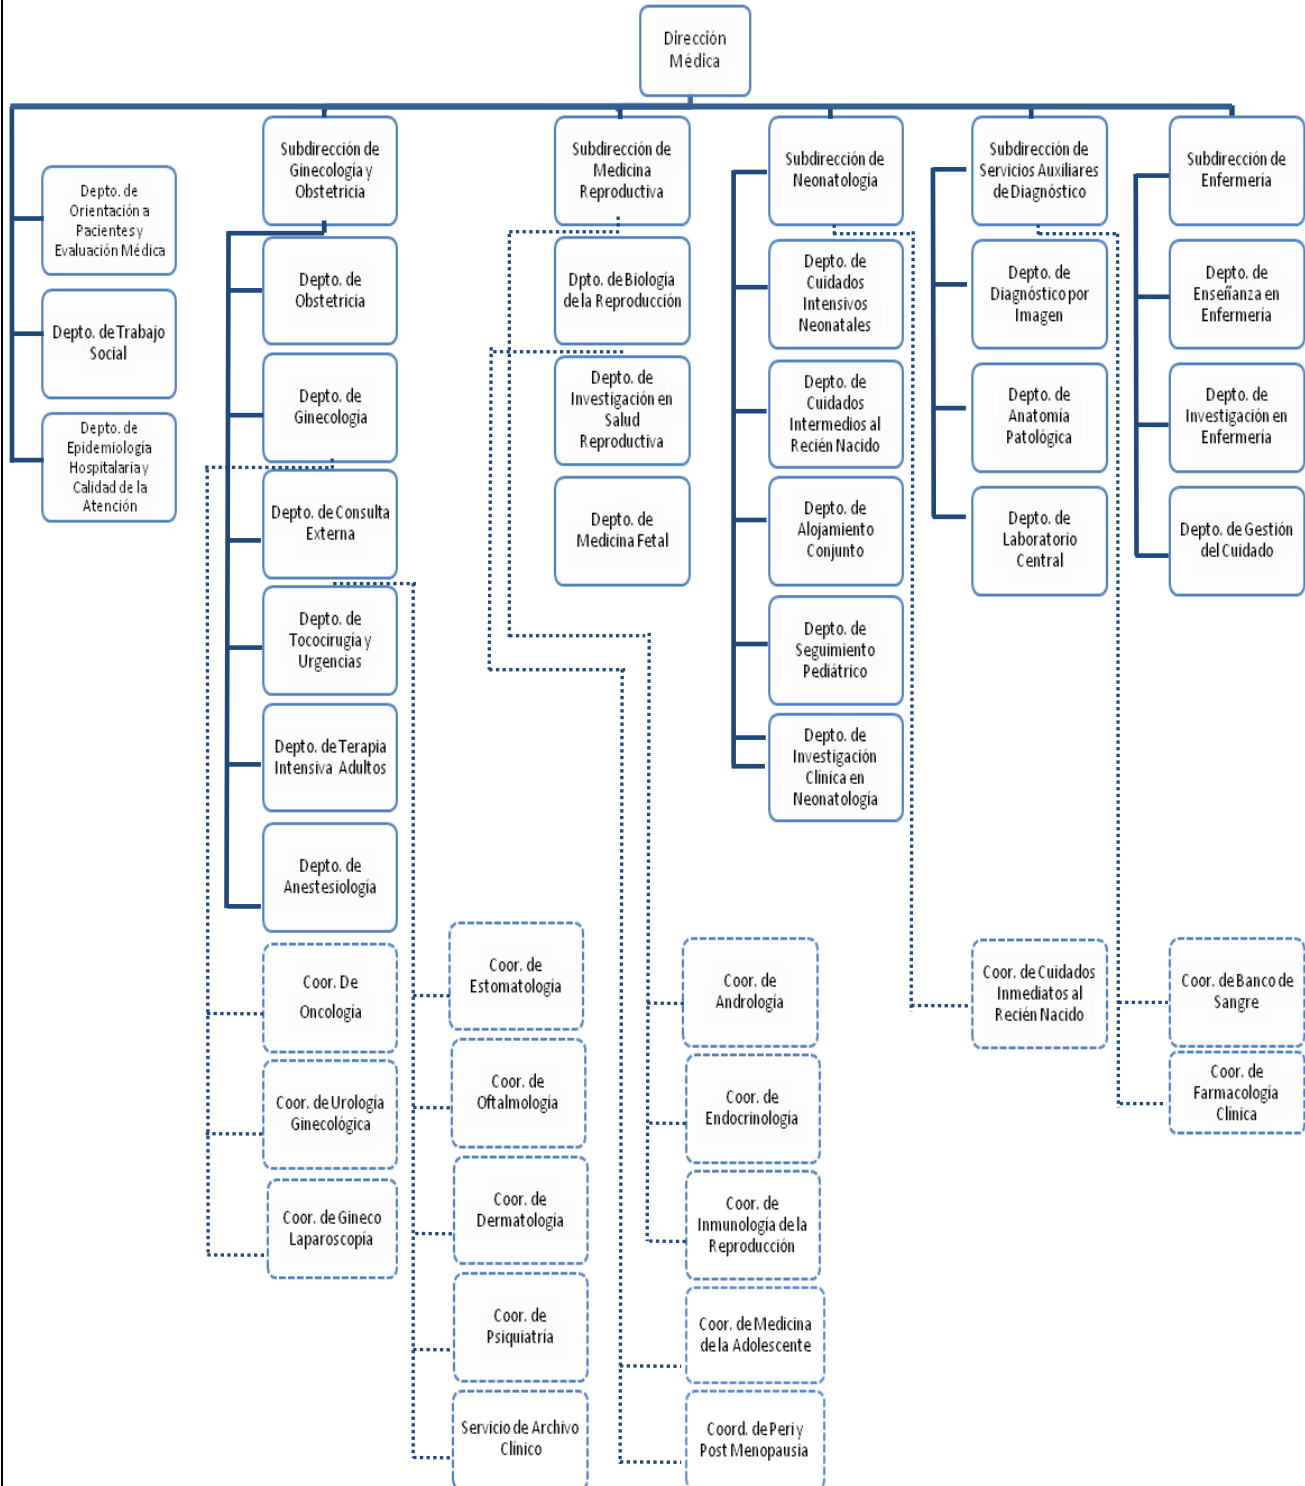 Dirección
Médica
Depto. de
Orientación a
Pacientes y
Evaluación Médica
Depto. de Trabajo
Social
Depto. de
Epidemiología
Hospitalaria y
Calidad de la
Atención
Subdirección de
Ginecología y
Obstetricia
Depto. de
Obstetricia
Depto. de
Ginecología
Depto. de Consulta
Externa
Depto. de
Tococirugía y
Urgencias
Depto. de Terapia
Intensiva Adultos
Depto. de
Anestesiología
Coor. De
Oncología
Coor. de Urología
Ginecológica
Coor. de Gineco
Laparoscopía
Coor. de
Estomatología
Coor. de
Oftalmología
Coor. de
Dermatología
Coor. de
Psiquiatría
Servicio de Archivo
Clínico
Subdirección de
Medicina
Reproductiva
Dpto. de Biología
de la Reproducción
Depto. de
Investigación en
Salud
Reproductiva
Depto. de
Medicina Fetal
Coor. de
Andrología
Coor. de
Endocrinología
Coor. de
Inmunología de la
Reproducción
Coor. de Medicina
de la Adolescente
Coord. de Peri y
Post Menopausia
Subdirección de
Neonatología
Depto. de
Cuidados
Intensivos
Neonatales
Depto. de
Cuidados
Intermedios al
Recién Nacido
Depto. de
Alojamiento
Conjunto
Depto. de
Seguimiento
Pediátrico
Depto. de
Investigación
Clínica en
Neonatología
Coor. de Cuidados
Inmediatos al
Recién Nacido
Subdirección de
Servicios Auxiliares
de Diagnóstico
Depto. de
Diagnóstico por
Imagen
Depto. de
Anatomía
Patológica
Depto. de
Laboratorio
Central
Coor. de Banco de
Sangre
Coor. de
Farmacología
Clínica
Subdirección de
Enfermería
Depto. de
Enseñanza en
Enfermería
Depto. de
Investigación en
Enfermería
Depto. de Gestión
del Cuidado